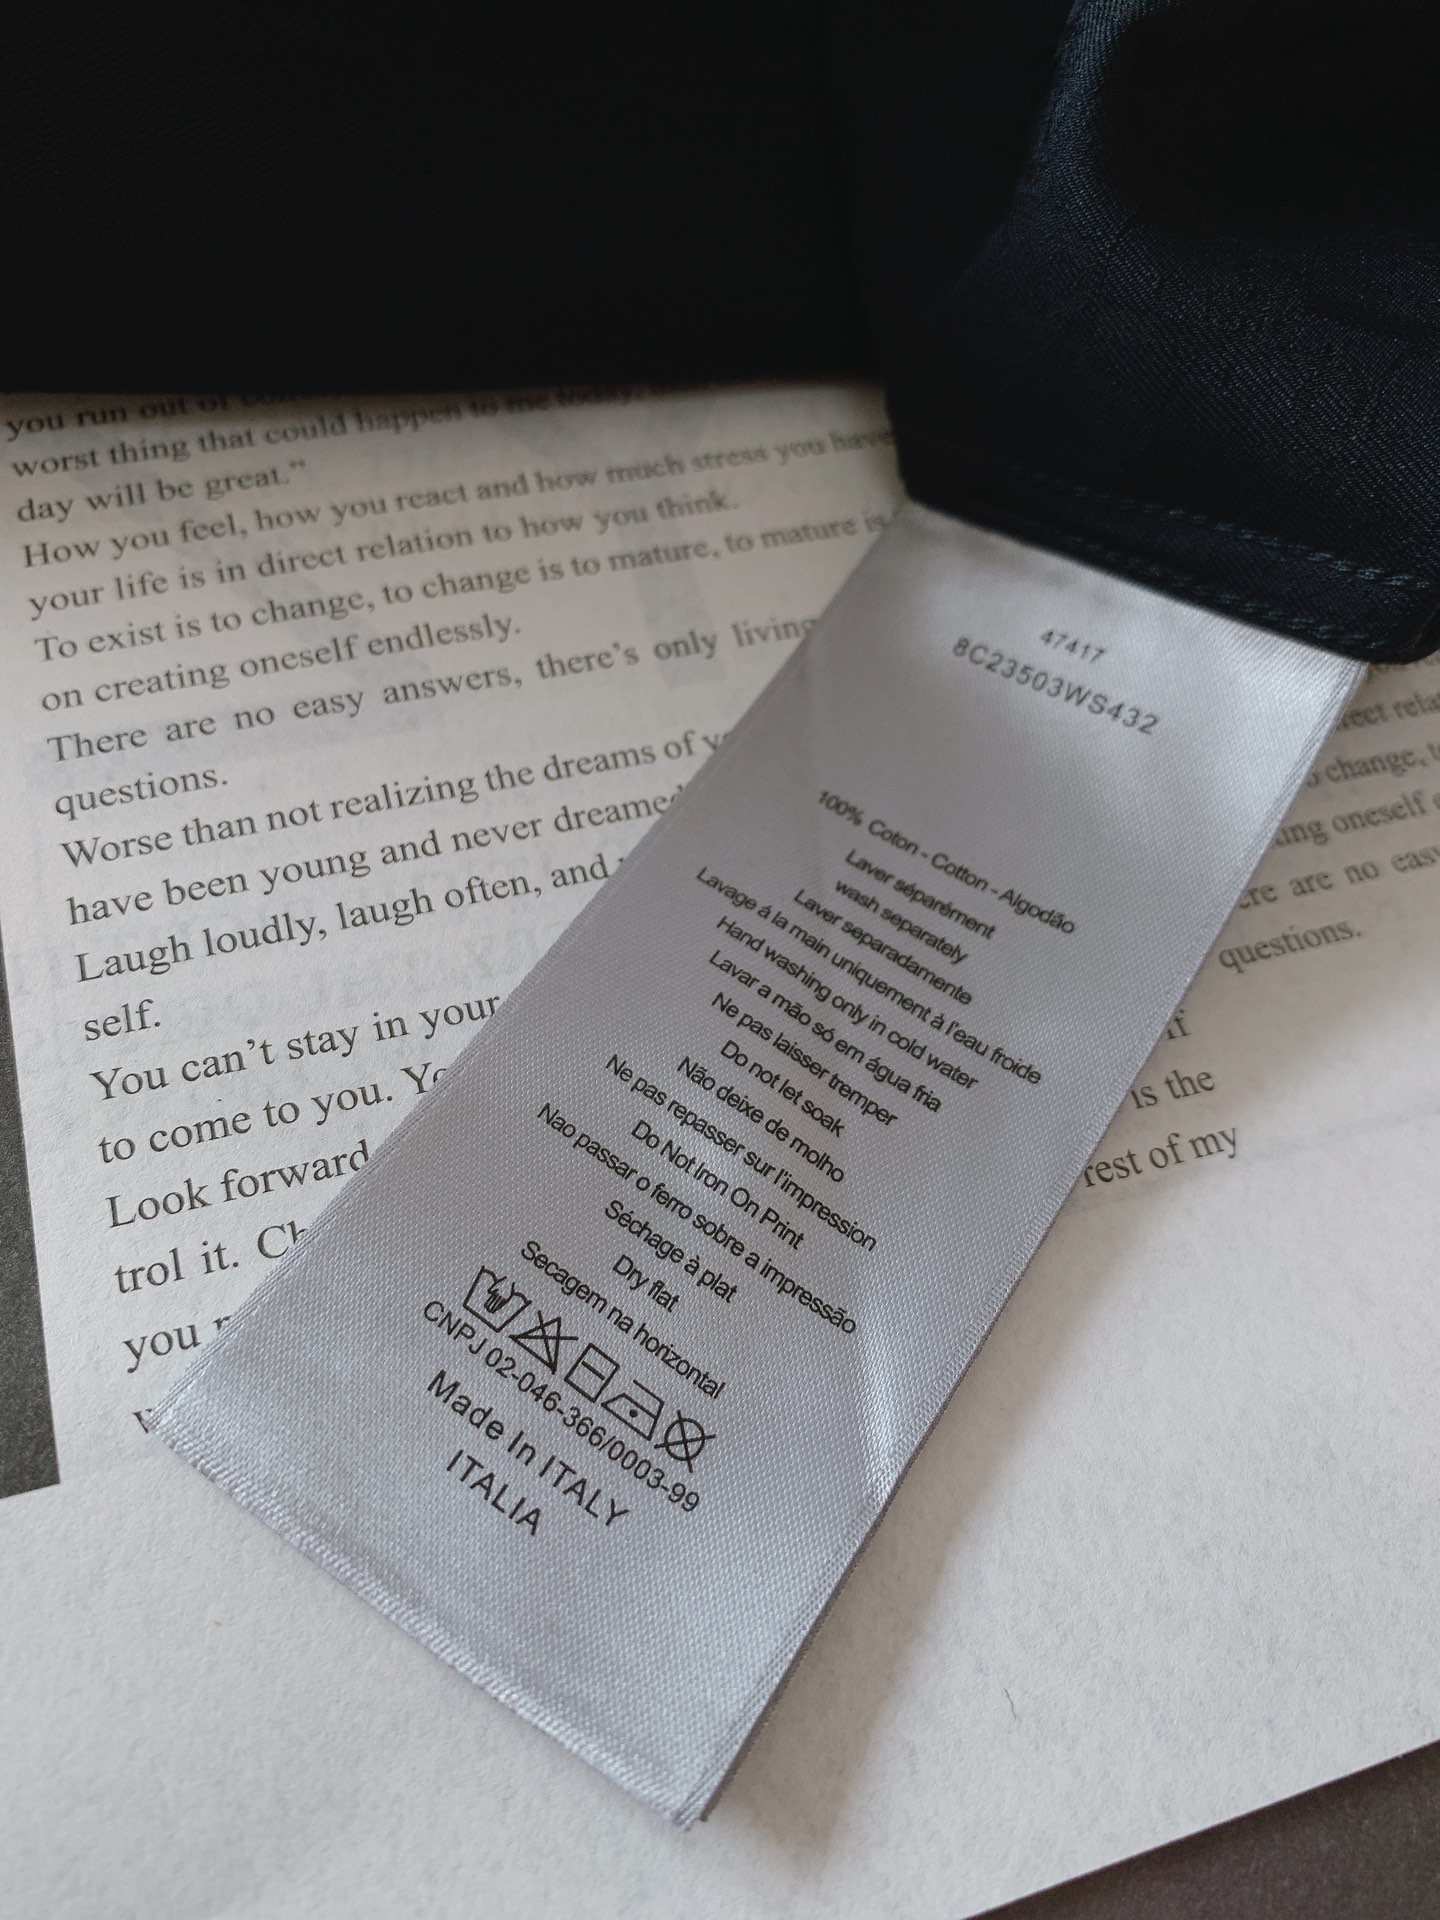 you run out of
worst thing that could happen to me today,
day will be great."
How you feel, how you react and how much stress you have
your life is in direct relation to how you think.
To exist is to change, to change is to mature, to mature is
on creating oneself endlessly.
There are no easy answers, there's only living
questions.
Worse than not realizing the dreams of
have been young and never dreamed
Laugh loudly, laugh often, and
self.
You can't stay in your
to come to you.
Look forward
trol it.
you
47417
8C23503WS432
100% Coton - Cotton - Algodão
Laver séparément
wash separately
Laver separadamente
Lavage á la main uniquement à l'eau froide
Hand washing only in cold water
Lavar a mão só em água fria
Ne pas laisser tremper
Do not let soak
Não deixe de molho
Ne pas repasser sur l'impression
Do Not Iron On Print
Nao passar o ferro sobre a impressão
Séchage à plat
Dry flat
Secagem na horizontal
CNPJ 02-046-366/0003-99
Made In ITALY
ITALIA
change,
oneself
are no easy
questions.
is the
rest of my